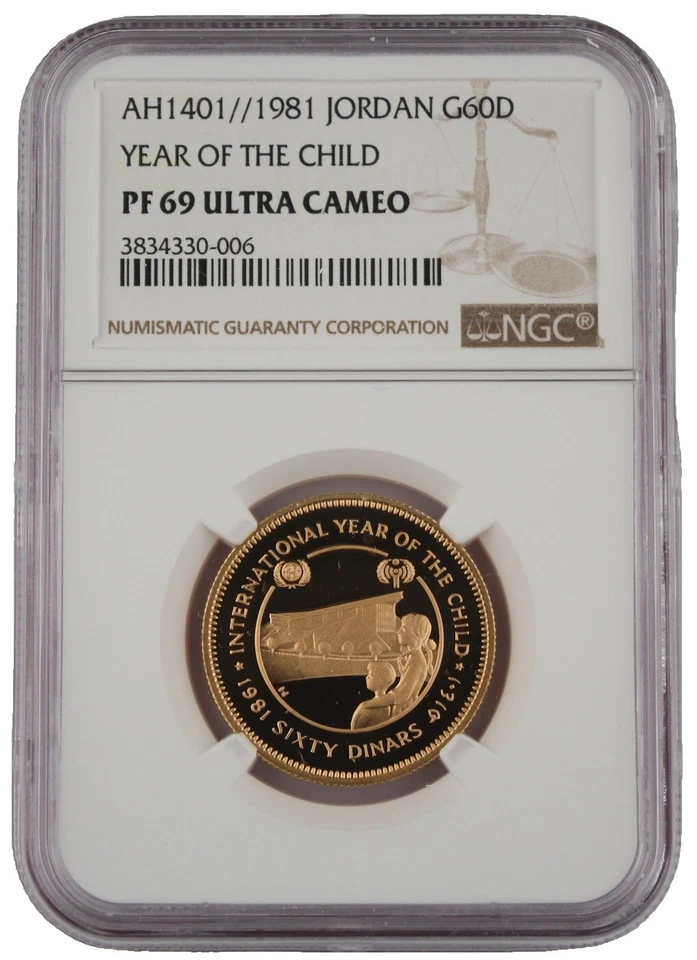 AH1401//1981 JORDAN G60D
YEAR OF THE CHILD
PF 69 ULTRA CAMEO
3834330-006
NUMISMATIC GUARANTY CORPORATION
NGC®
★ INTERNATIONAL YEAR OF THE CHILD ★
1981 SIXTY DINARS